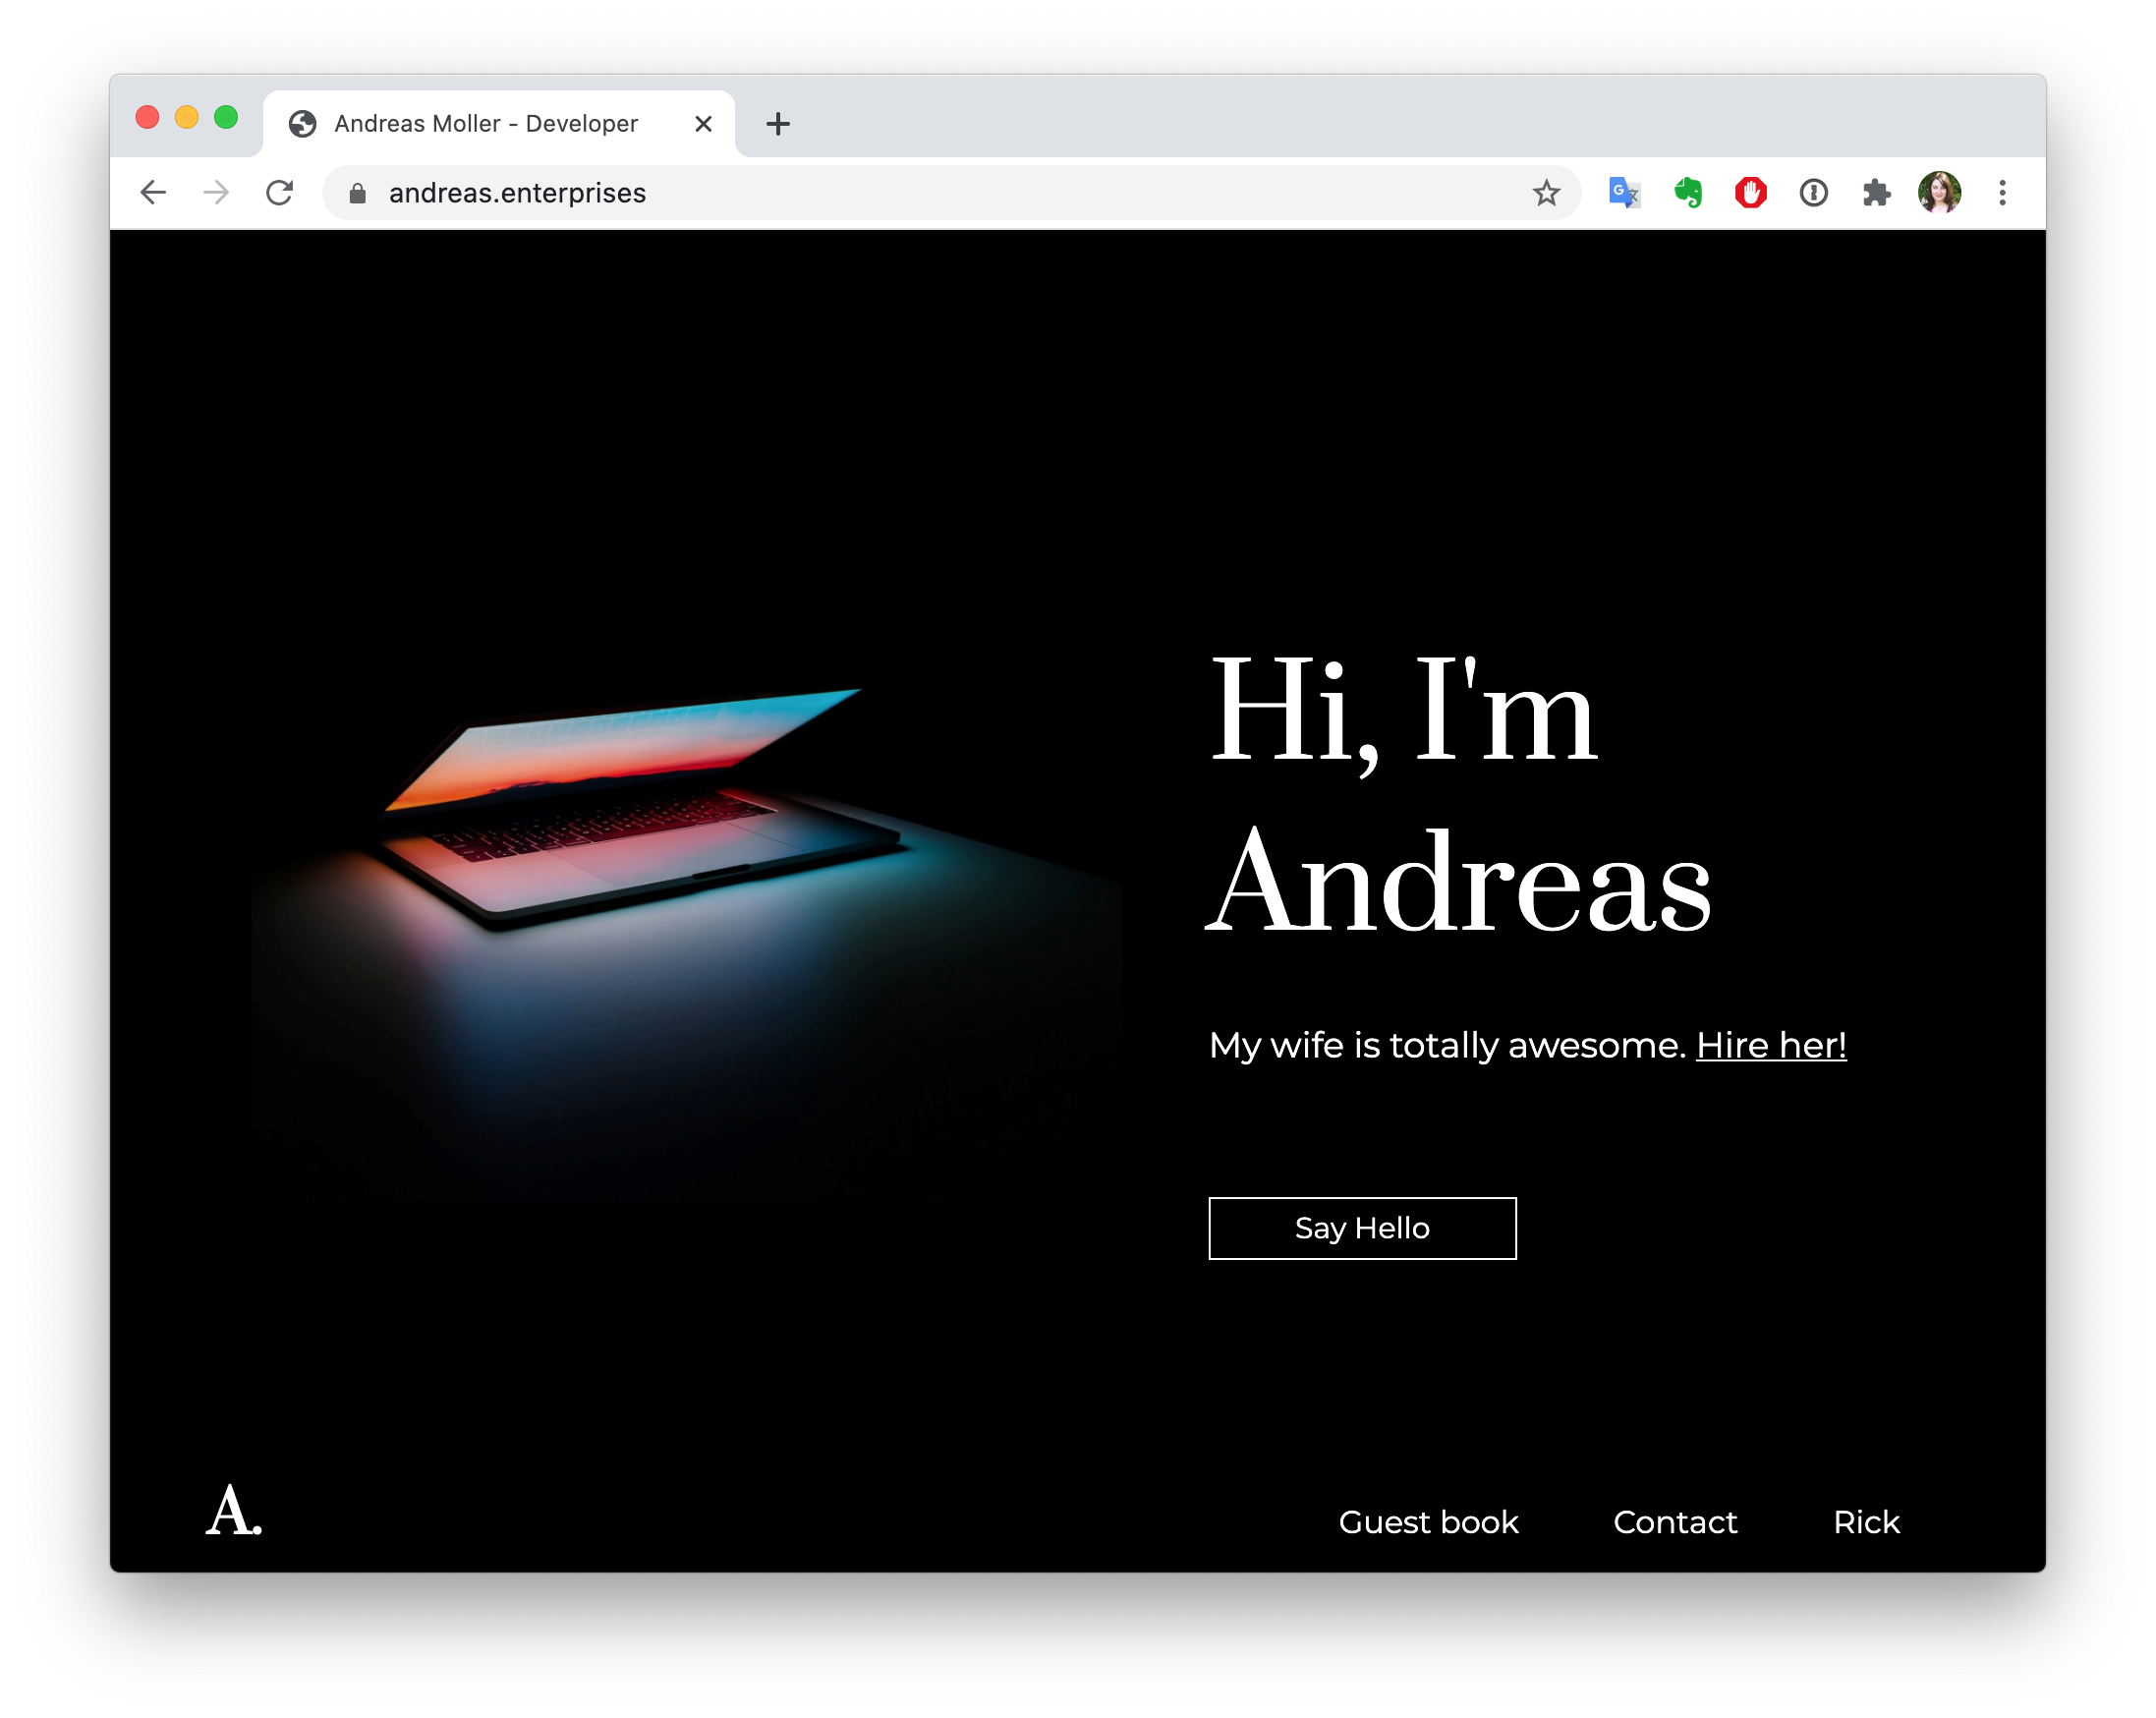 Andreas Moller - Developer
andreas.enterprises
Hi, I'm
Andreas
My wife is totally awesome. Hire her!
Say Hello
A.
Guest book Contact Rick